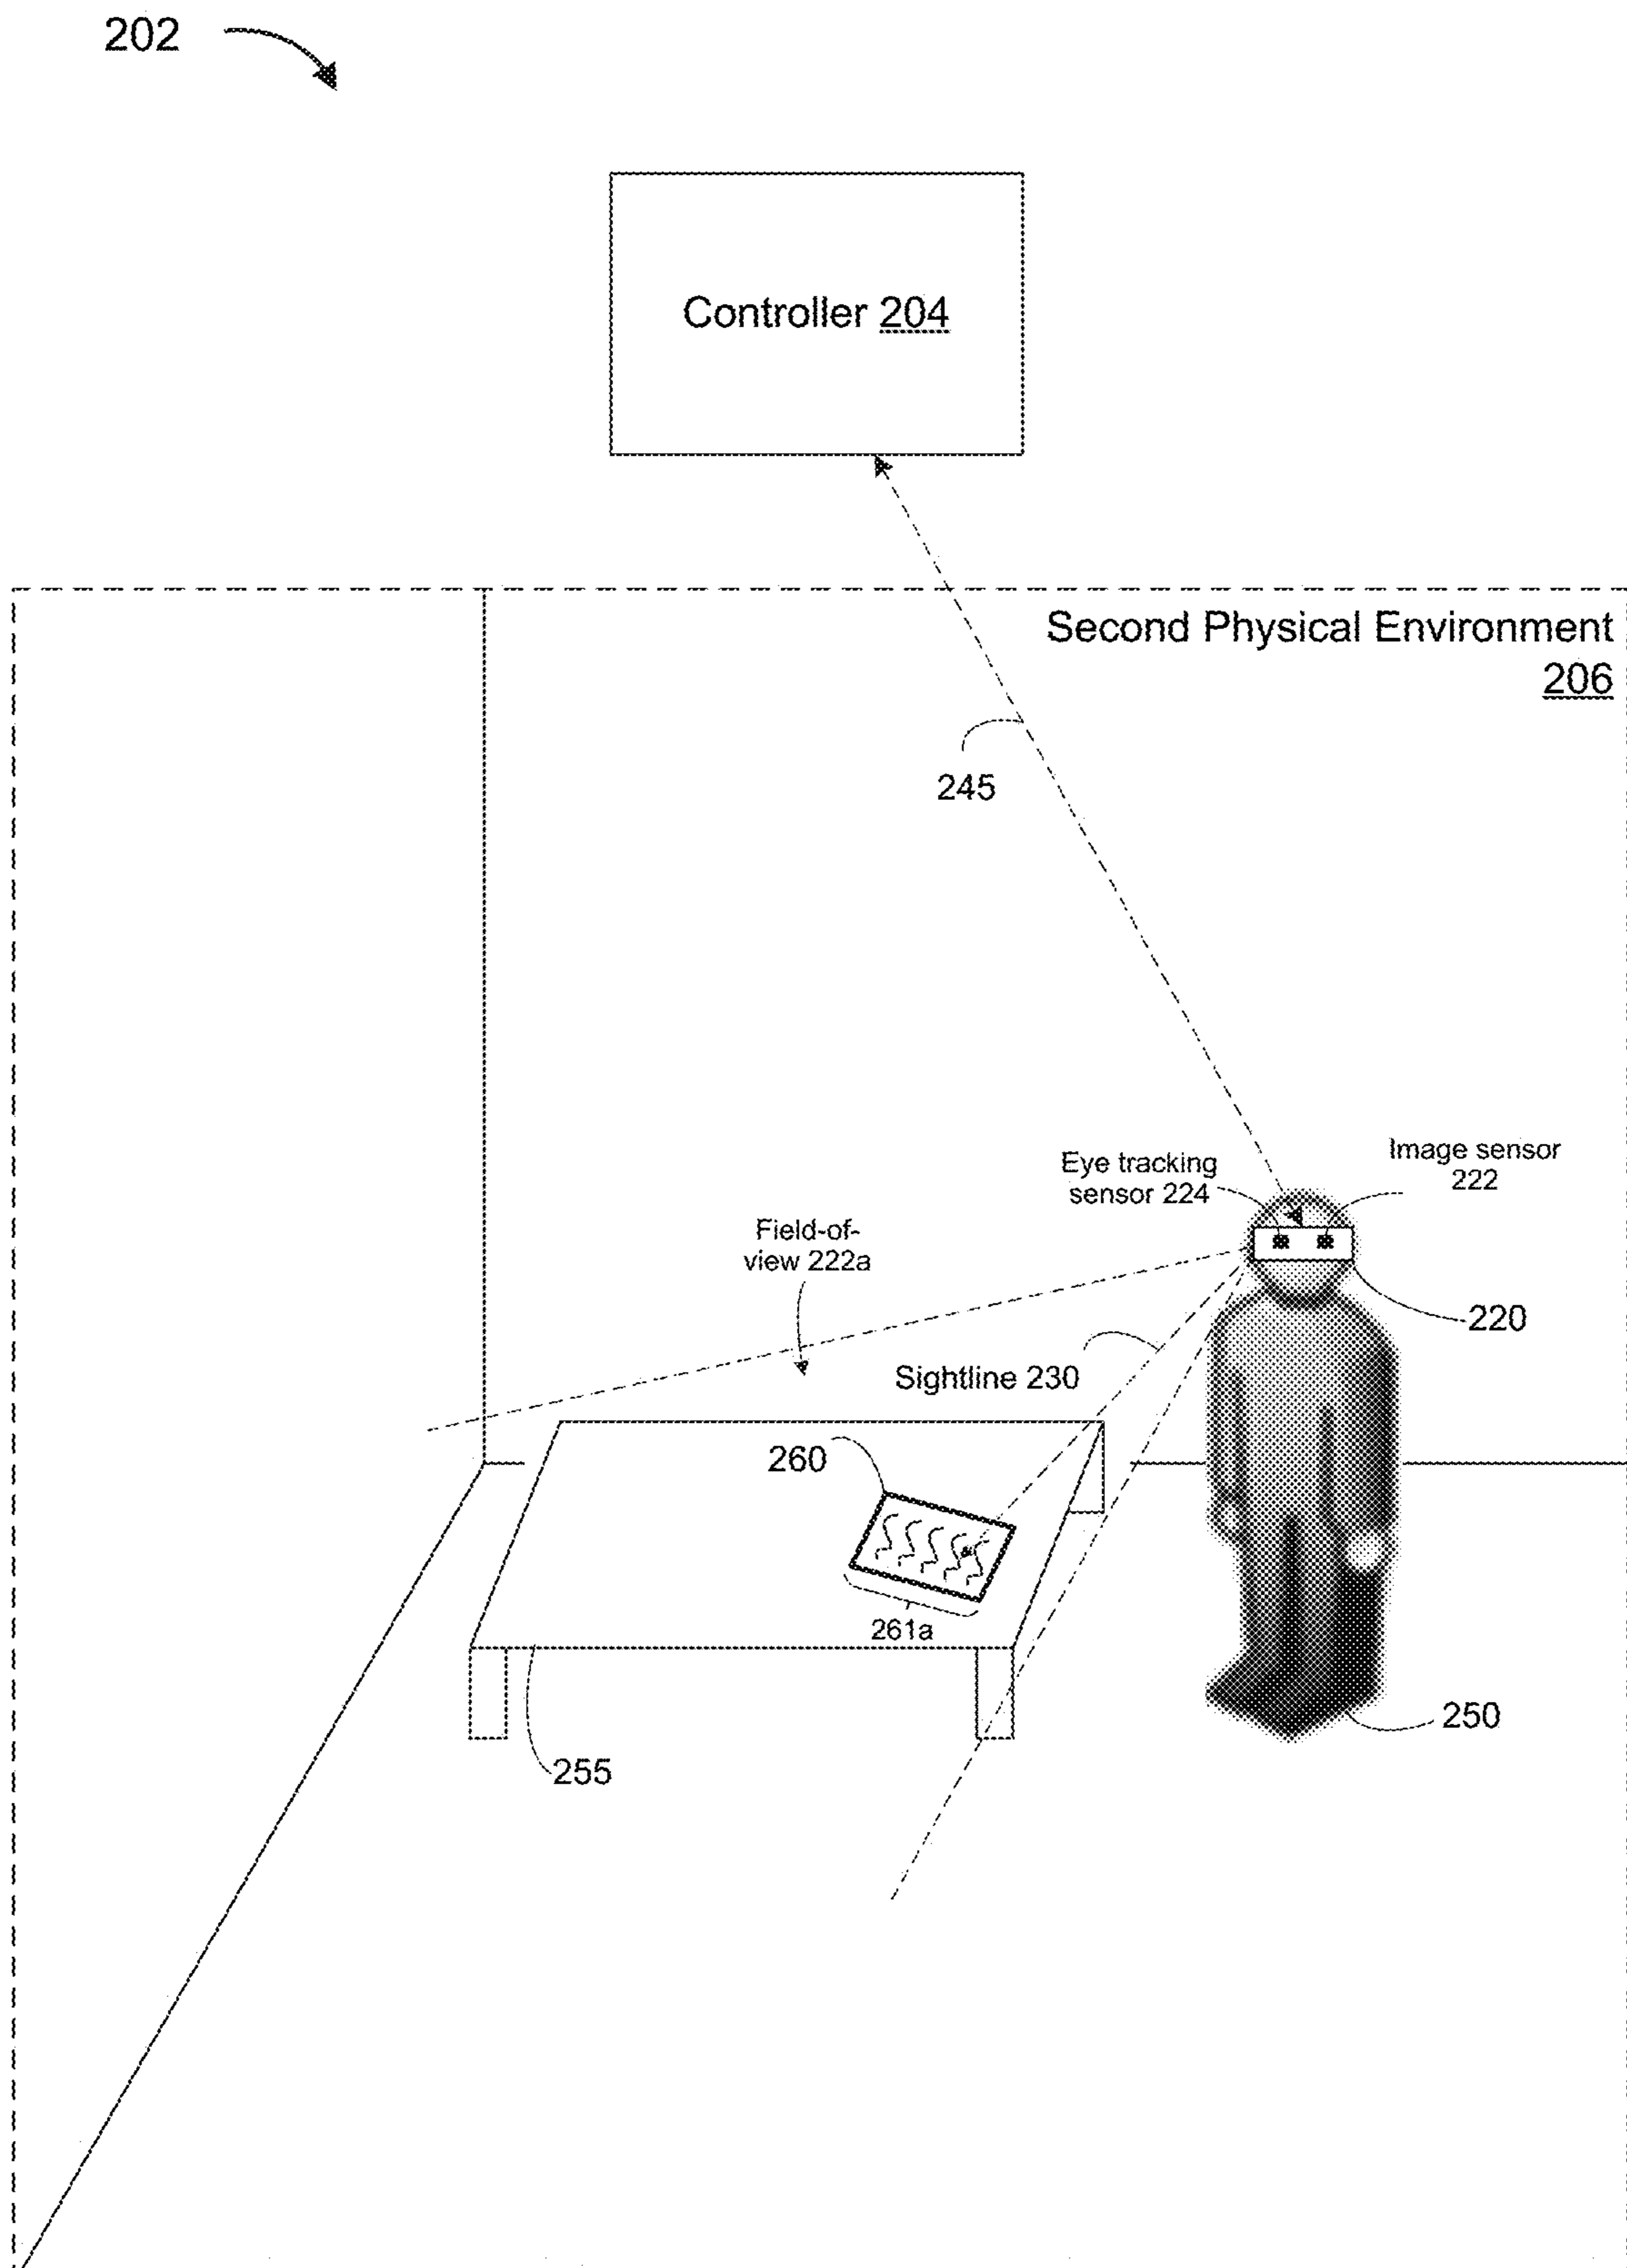 202
Controller 204
Second Physical Environment
206
245
Eye tracking
sensor 224
Image sensor
222
Field-of-
view 222a
220
Sightline 230
260
261a
250
255